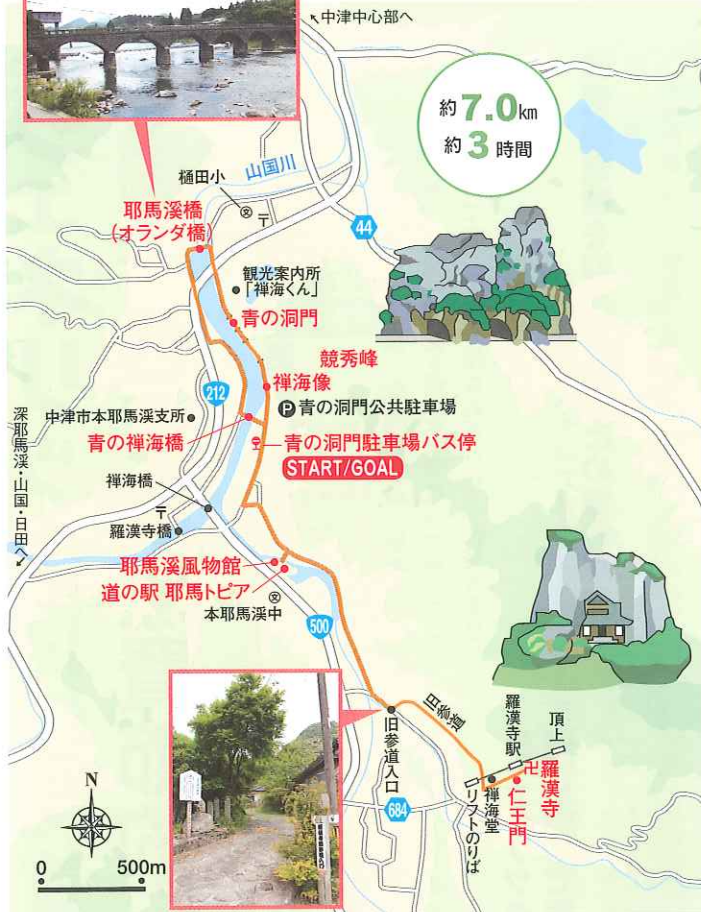 ↖中津中心部へ
約7.0km
約3時間
山国川
樋田小
耶馬溪橋
(オランダ橋)
44
観光案内所
「禅海くん」
青の洞門
競秀峰
禅海像
212
P青の洞門公共駐車場
中津市本耶馬渓支所
青の禅海橋
青の洞門駐車場バス停
START/GOAL
深耶馬渓・山国・日田へ↙
禅海橋
羅漢寺橋
耶馬溪風物館
道の駅 耶馬トピア
本耶馬渓中
500
旧参道入口
旧参道
羅漢寺駅
頂上
羅漢寺
仁王門
禅海堂
リフトのりば
684
N
0 500m